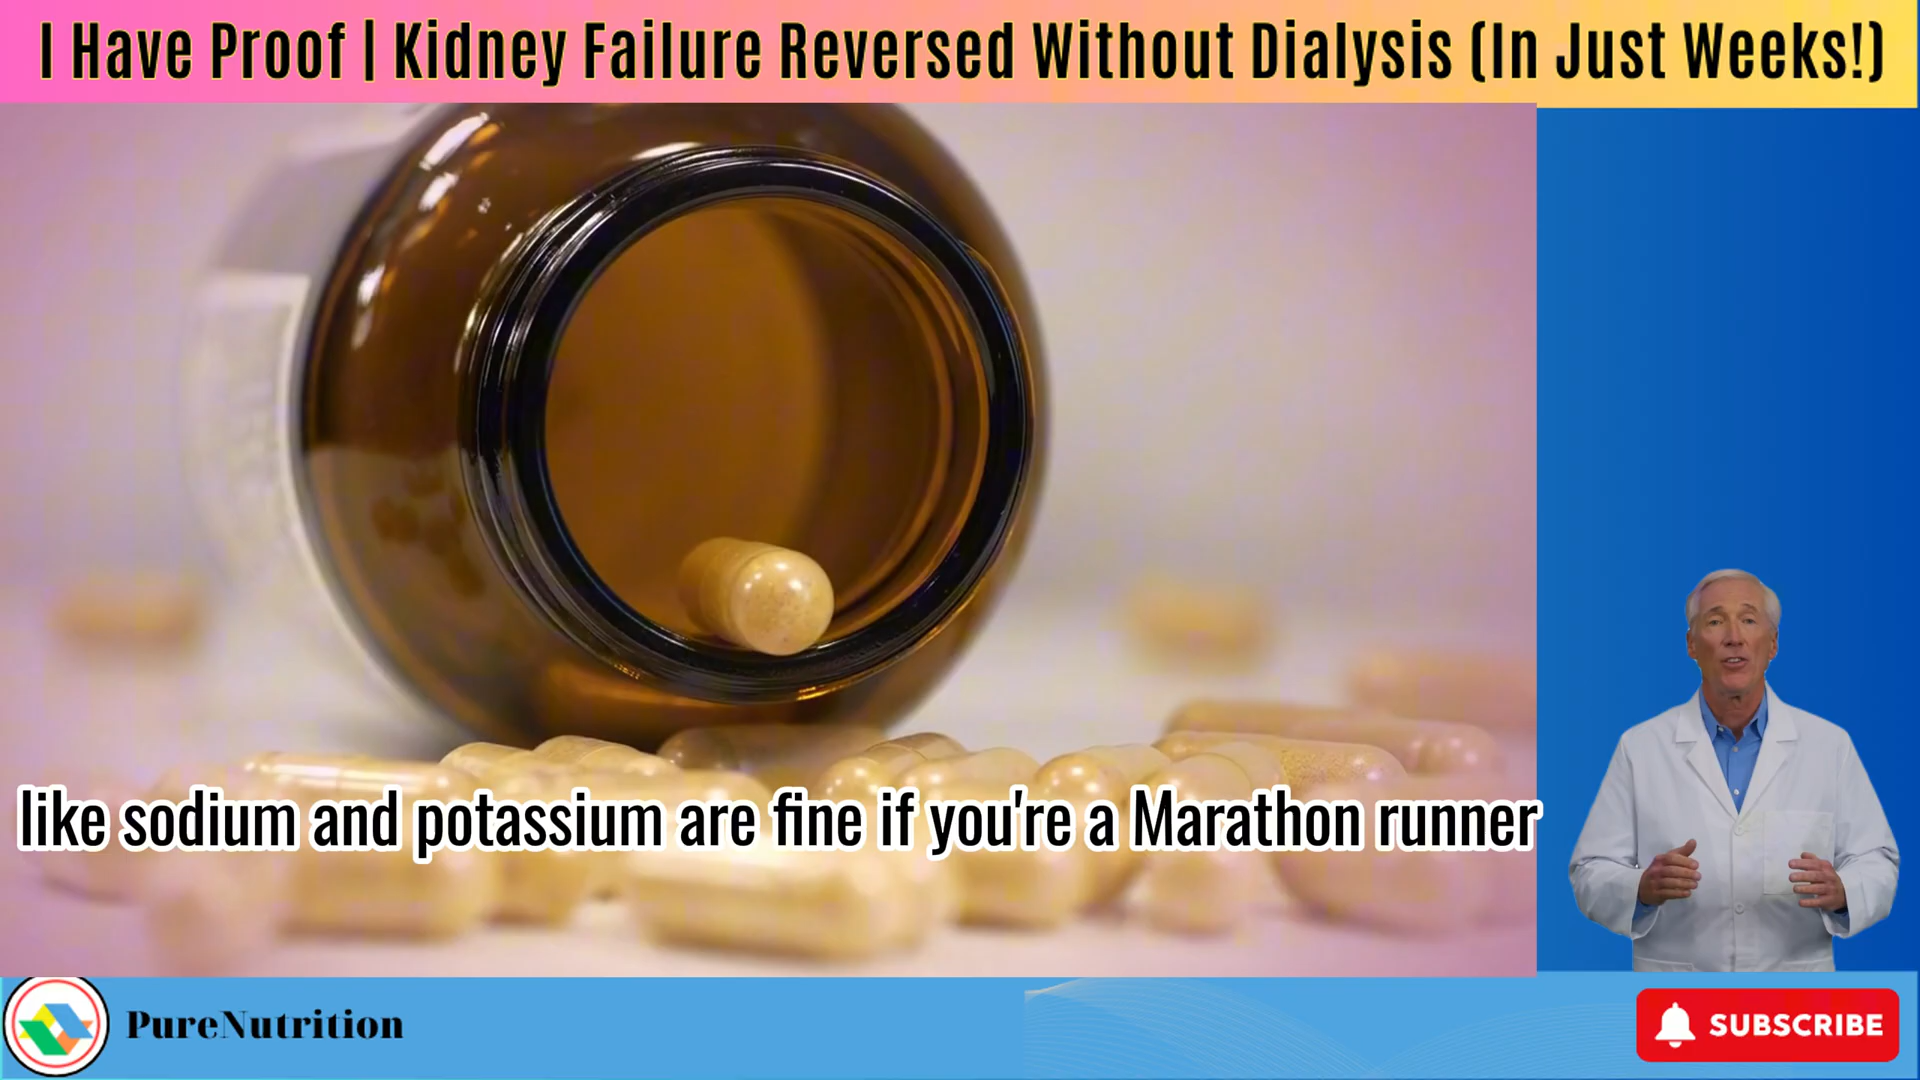 I Have Proof | Kidney Failure Reversed Without Dialysis (In Just Weeks!)
like sodium and potassium are fine if you're a Marathon runner
PureNutrition
SUBSCRIBE